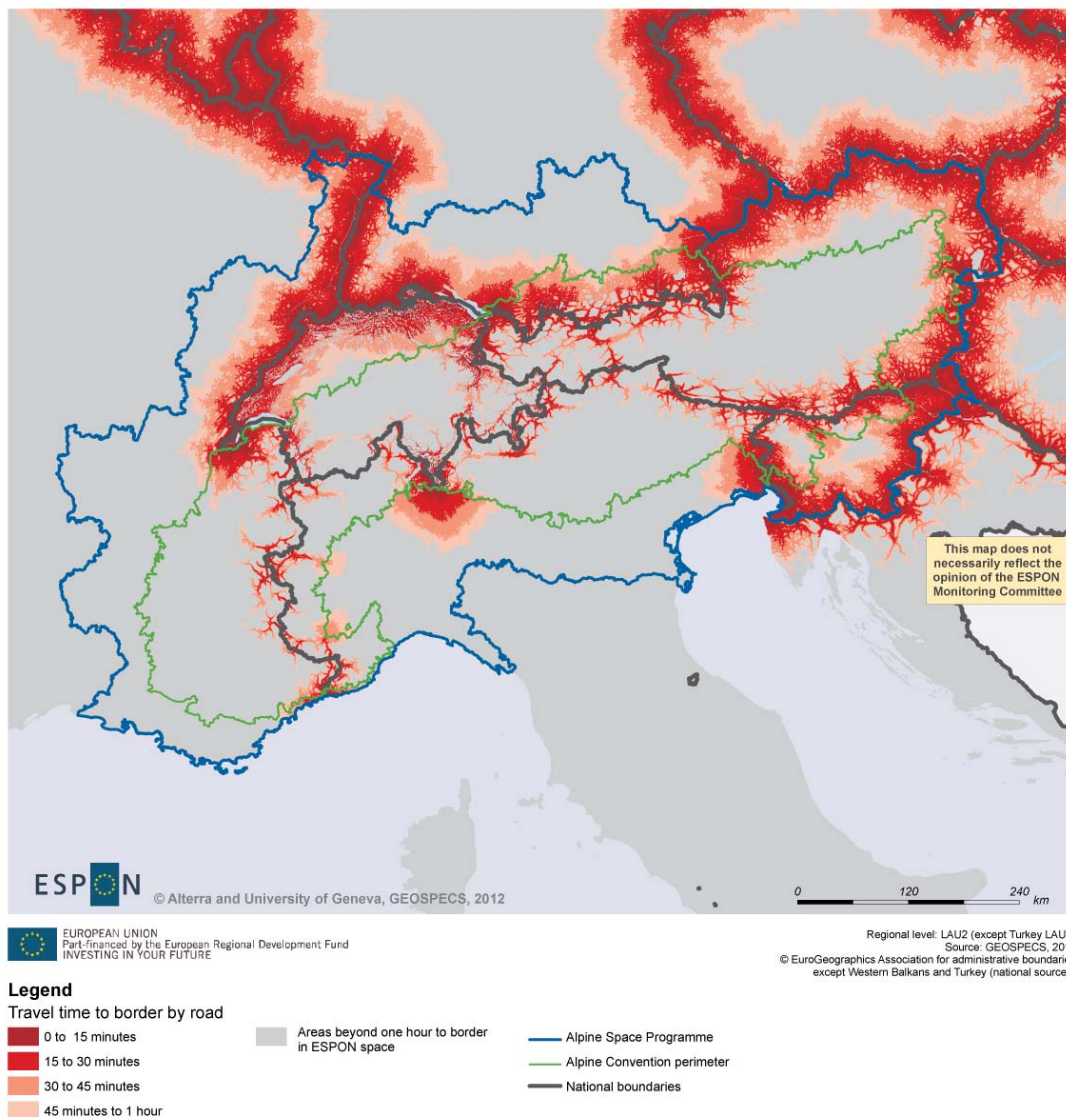 This map does not
necessarily reflect the
opinion of the ESPON
Monitoring Committee
ESPON
© Alterra and University of Geneva, GEOSPECS, 2012
0 120 240
km
EUROPEAN UNION
Part-financed by the European Regional Development Fund
INVESTING IN YOUR FUTURE
Regional level: LAU2 (except Turkey LAU
Source: GEOSPECS, 20
© EuroGeographics Association for administrative boundarie
except Western Balkans and Turkey (national source
Legend
Travel time to border by road
0 to 15 minutes
15 to 30 minutes
30 to 45 minutes
45 minutes to 1 hour
Areas beyond one hour to border
in ESPON space
Alpine Space Programme
Alpine Convention perimeter
National boundaries